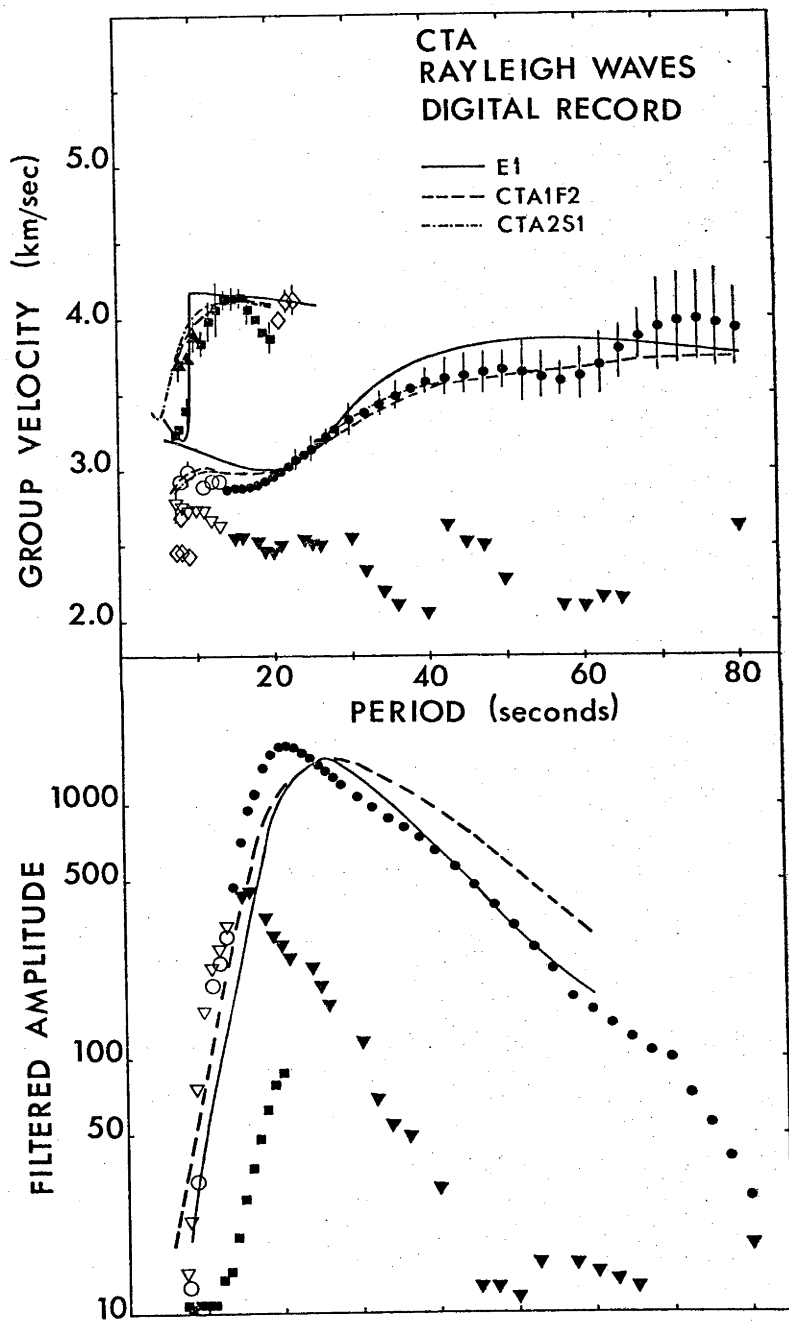 CTA
RAYLEIGH WAVES
DIGITAL RECORD
E1
CTA1F2
CTA2S1
GROUP VELOCITY (km/sec)
5.0
4.0
3.0
2.0
20
40
60
80
PERIOD (seconds)
FILTERED AMPLITUDE
1000
500
100
50
10